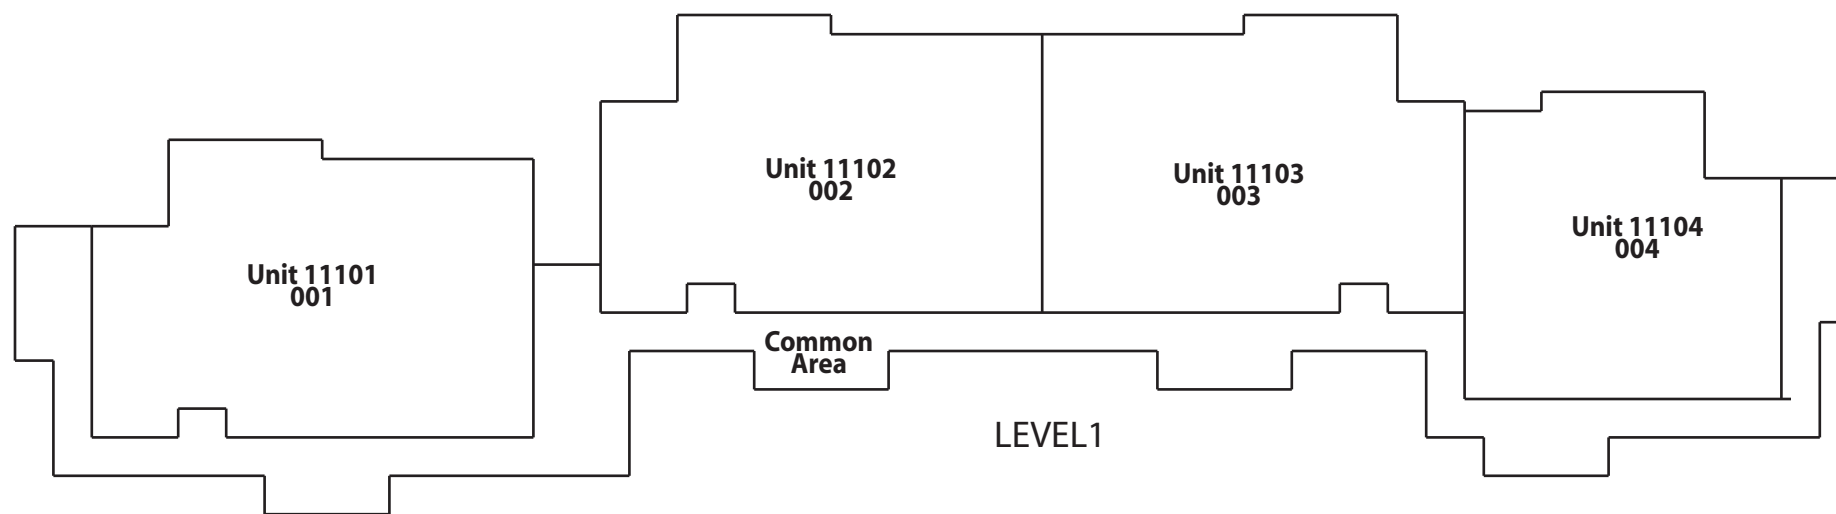 Unit 11101
001
Unit 11102
002
Unit 11103
003
Unit 11104
004
Common
Area
LEVEL1